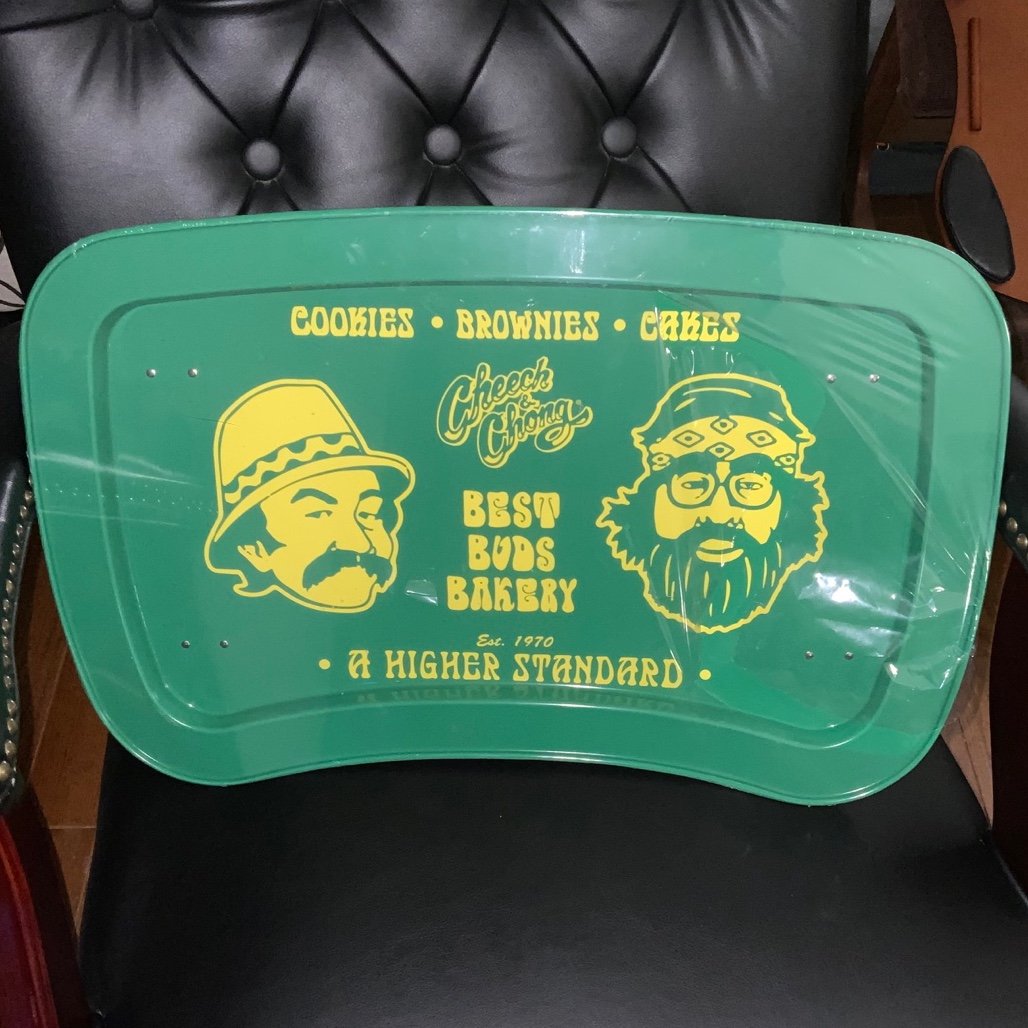 COOKIES • BROWNIES • CAKES
Cheech
&
Chong
BEST
BUDS
BAKERY
Est. 1970
• A HIGHER STANDARD •